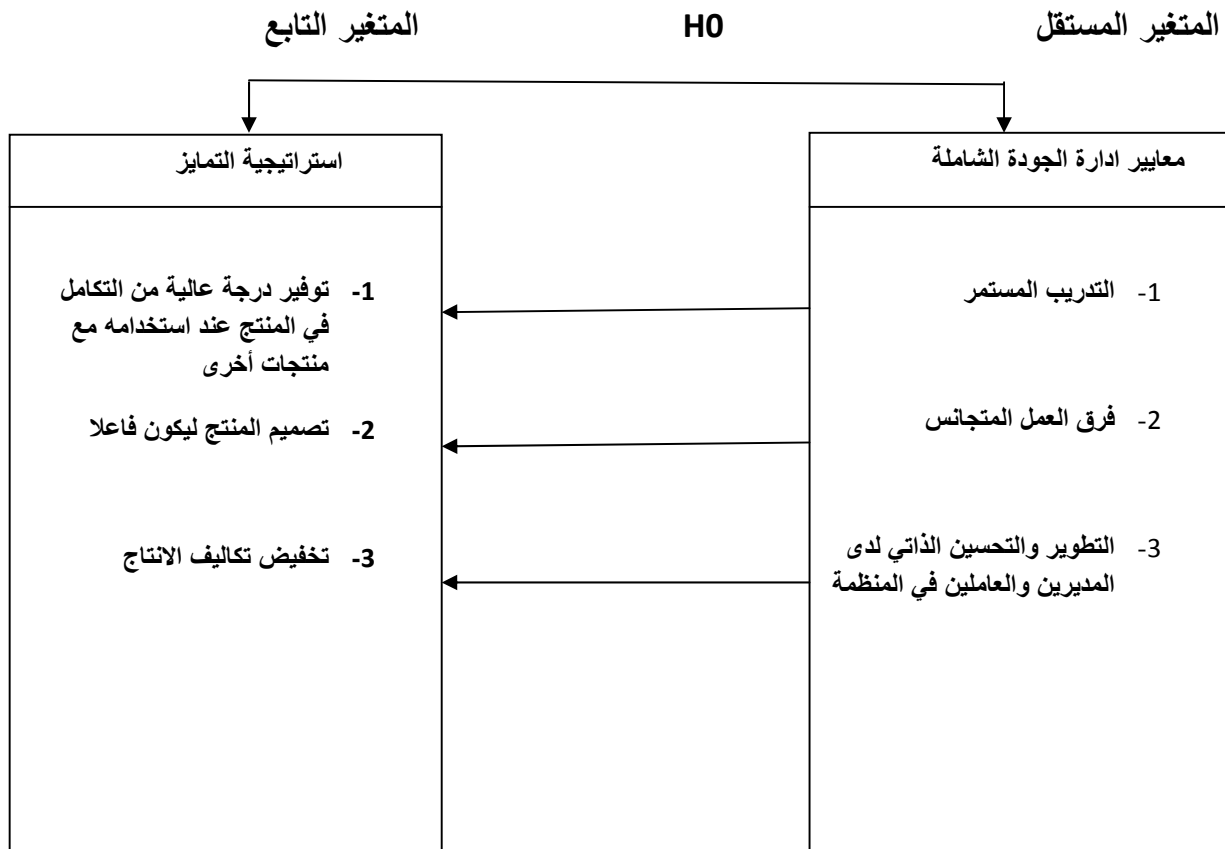 المتغير المستقل
H0
المتغير التابع
معايير ادارة الجودة الشاملة
1- التدريب المستمر
2- فرق العمل المتجانس
3- التطوير والتحسين الذاتي لدى
المديرين والعاملين في المنظمة
استراتيجية التمايز
1- توفير درجة عالية من التكامل
في المنتج عند استخدامه مع
منتجات أخرى
2- تصميم المنتج ليكون فاعلا
3- تخفيض تكاليف الانتاج